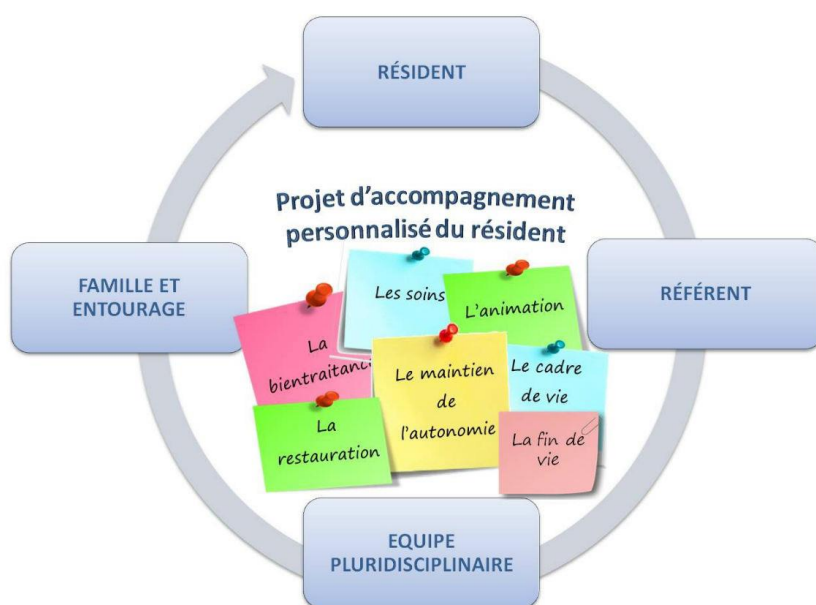 RÉSIDENT
Projet d'accompagnement
personnalisé du résident
FAMILLE ET
ENTOURAGE
RÉFÉRENT
Les soins
L'animation
La
bientraitance
Le maintien
de
l'autonomie
Le cadre
de vie
La
restauration
La fin de
vie
EQUIPE
PLURIDISCIPLINAIRE